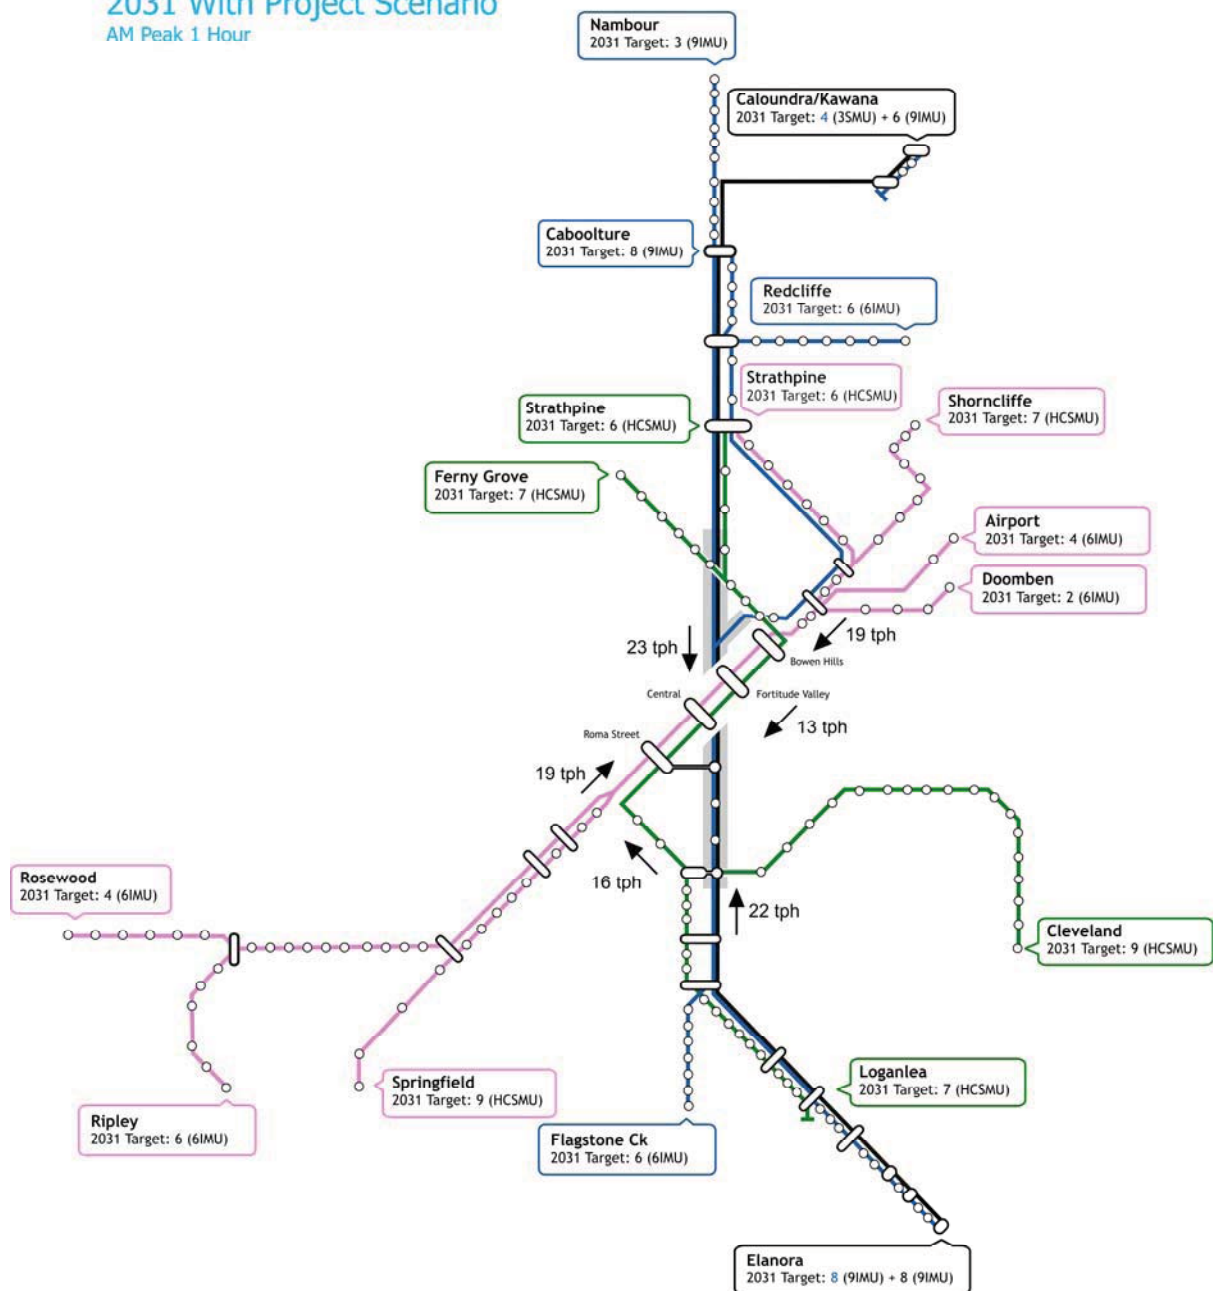 2031 With Project Scenario
AM Peak 1 Hour
Nambour
2031 Target: 3 (9IMU)
Caloundra/Kawana
2031 Target: 4 (3SMU) + 6 (9IMU)
Caboolture
2031 Target: 8 (9IMU)
Redcliffe
2031 Target: 6 (6IMU)
Strathpine
2031 Target: 6 (HCSMU)
Strathpine
2031 Target: 6 (HCSMU)
Shorncliffe
2031 Target: 7 (HCSMU)
Ferny Grove
2031 Target: 7 (HCSMU)
Airport
2031 Target: 4 (6IMU)
Doomben
2031 Target: 2 (6IMU)
19 tph
23 tph
Bowen Hills
Central
Fortitude Valley
13 tph
Roma Street
19 tph
16 tph
22 tph
Rosewood
2031 Target: 4 (6IMU)
Cleveland
2031 Target: 9 (HCSMU)
Springfield
2031 Target: 9 (HCSMU)
Loganlea
2031 Target: 7 (HCSMU)
Ripley
2031 Target: 6 (6IMU)
Flagstone Ck
2031 Target: 6 (6IMU)
Elanora
2031 Target: 8 (9IMU) + 8 (9IMU)